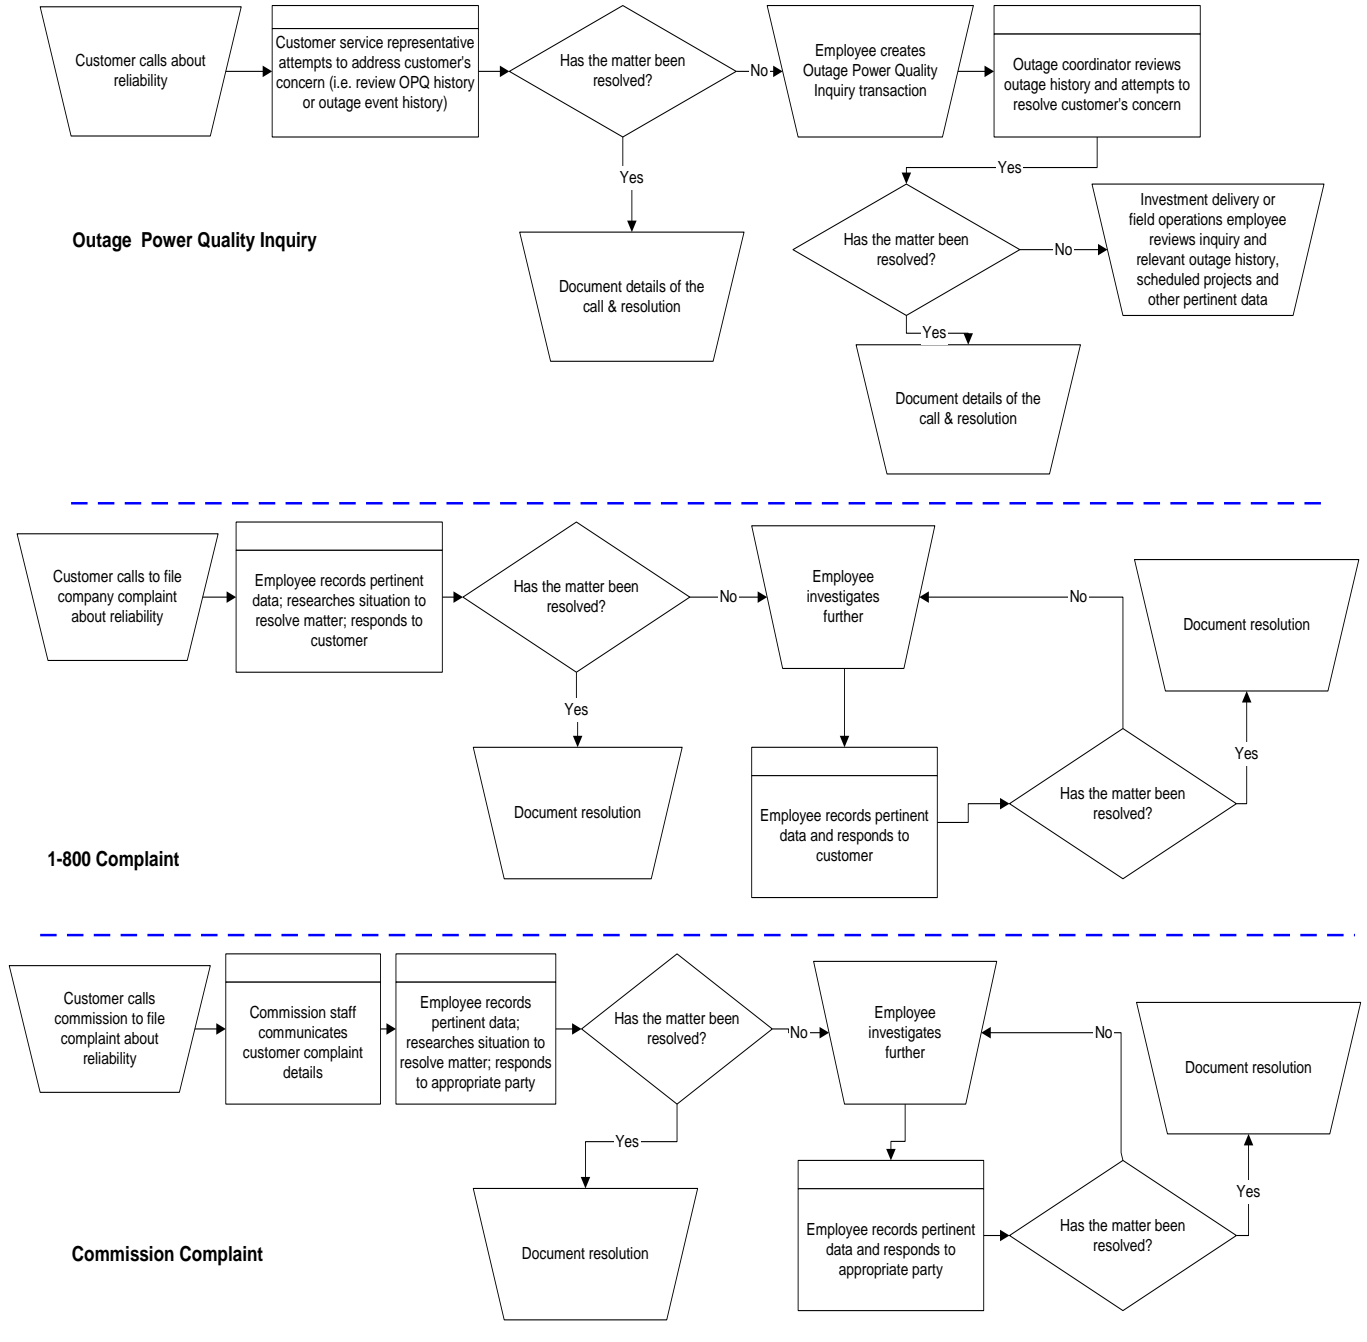 Customer calls about
reliability
Customer service representative
attempts to address customer's
concern (i.e. review OPQ history
or outage event history)
Has the matter been
resolved?
No
Employee creates
Outage Power Quality
Inquiry transaction
Outage coordinator reviews
outage history and attempts to
resolve customer's concern
Yes
Yes
Outage Power Quality Inquiry
Document details of the
call & resolution
Has the matter been
resolved?
No
Investment delivery or
field operations employee
reviews inquiry and
relevant outage history,
scheduled projects and
other pertinent data
Yes
Document details of the
call & resolution
Customer calls to file
company complaint
about reliability
Employee records pertinent
data; researches situation to
resolve matter; responds to
customer
Has the matter been
resolved?
No
Employee
investigates
further
No
Document resolution
Yes
Document resolution
Employee records pertinent
data and responds to
customer
Has the matter been
resolved?
Yes
1-800 Complaint
Customer calls
commission to file
complaint about
reliability
Commission staff
communicates
customer complaint
details
Employee records
pertinent data;
researches situation to
resolve matter; responds
to appropriate party
Has the matter been
resolved?
No
Employee
investigates
further
No
Document resolution
Yes
Document resolution
Employee records pertinent
data and responds to
appropriate party
Has the matter been
resolved?
Yes
Commission Complaint